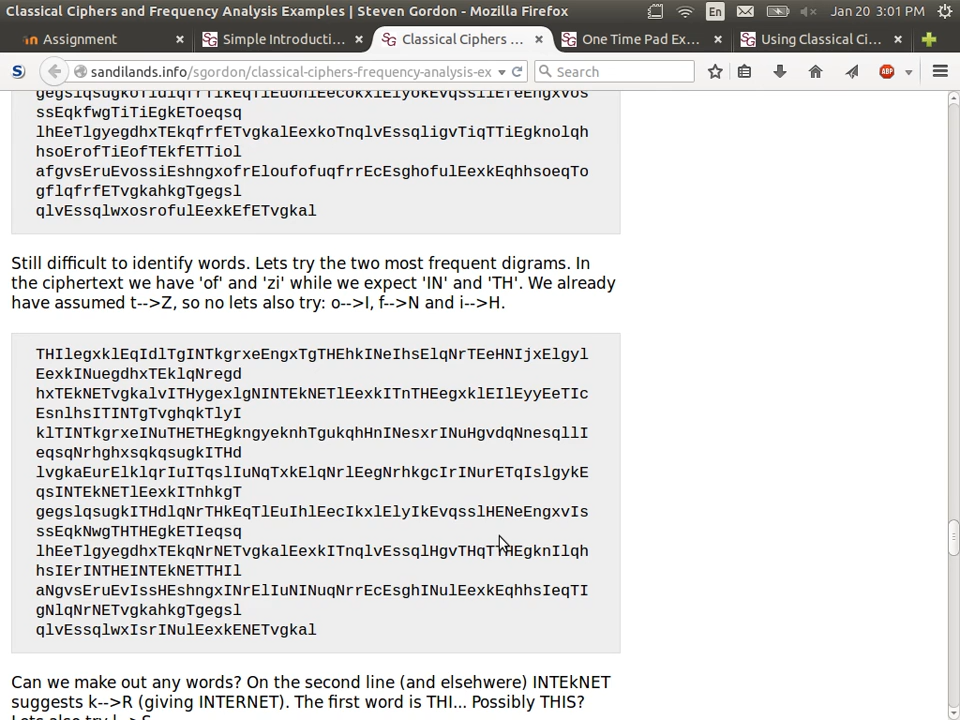 Classical Ciphers and Frequency Analysis Examples | Steven Gordon - Mozilla Firefox
En
Jan 20 3:01 PM
Assignment × Simple Introducti... × Classical Ciphers ... × One Time Pad Ex... × Using Classical Ci... ×
sandilands.info/sgordon/classical-ciphers-frequency-analysis-ex
Search
ABP
ssEqkfwgTiTiEgkEToeqsq
lhEeTlgyegdhxTEkqfrfETvgkalEexkoTnqlvEssqligvTiqTTiEgknolqh
hsoErofTiEofTEkfETTiol
afgvsEruEvossiEshngxofrEloufofuqfrrEcEsghofulEexkEqhhsoeqTo
gflqfrfETvgkahkgTgegsl
qlvEssqlwxosrofulEexkEfETvgkal
Still difficult to identify words. Lets try the two most frequent digrams. In
the ciphertext we have 'of' and 'zi' while we expect 'IN' and 'TH'. We already
have assumed t-->Z, so no lets also try: o-->I, f-->N and i-->H.
THIlegxklEqIdlTgINTkgrxeEngxTgTHEhkINeIhsElqNrTEeHNIjxElgyl
EexkINuegdhxTEklqNregd
hxTEkNETvgkalvITHygexlgNINTEkNETlEexkITnTHEegxklEIlEyyEeTIc
EsnlhsITINTgTvghqkTlyI
klTINTkgrxeINuTHETHEgkngyeknhTgukqhHnINesxrINuHgvdqNnesqllI
eqsqNrhghxsqkqsugkITHd
lvgkaEurElklqrIuITqslIuNqTxkElqNrlEegNrhkgcIrINurETqIslgykE
qsINTEkNETlEexkITnhkgT
gegslqsugkITHdlqNrTHkEqTlEuIhlEecIkxlElyIkEvqsslHENeEngxvIs
ssEqkNwgTHTHEgkETIeqsq
lhEeTlgyegdhxTEkqNrNETvgkalEexkITnqlvEssqlHgvTHqTTHEgknIlqh
hsIErINTHEINTEkNETTHIl
aNgvsEruEvIssHEshngxINrElIuNINuqNrrEcEsghINulEexkEqhhsIeqTI
gNlqNrNETvgkahkgTgegsl
qlvEssqlwxIsrINulEexkENETvgkal
Can we make out any words? On the second line (and elsehwere) INTEkNET
suggests k-->R (giving INTERNET). The first word is THI... Possibly THIS?